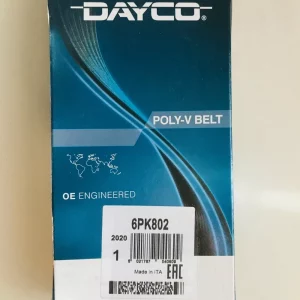 DAYCO®
POLY-V BELT
OE ENGINEERED
6PK802
2020
1
Made in ITA
EAC